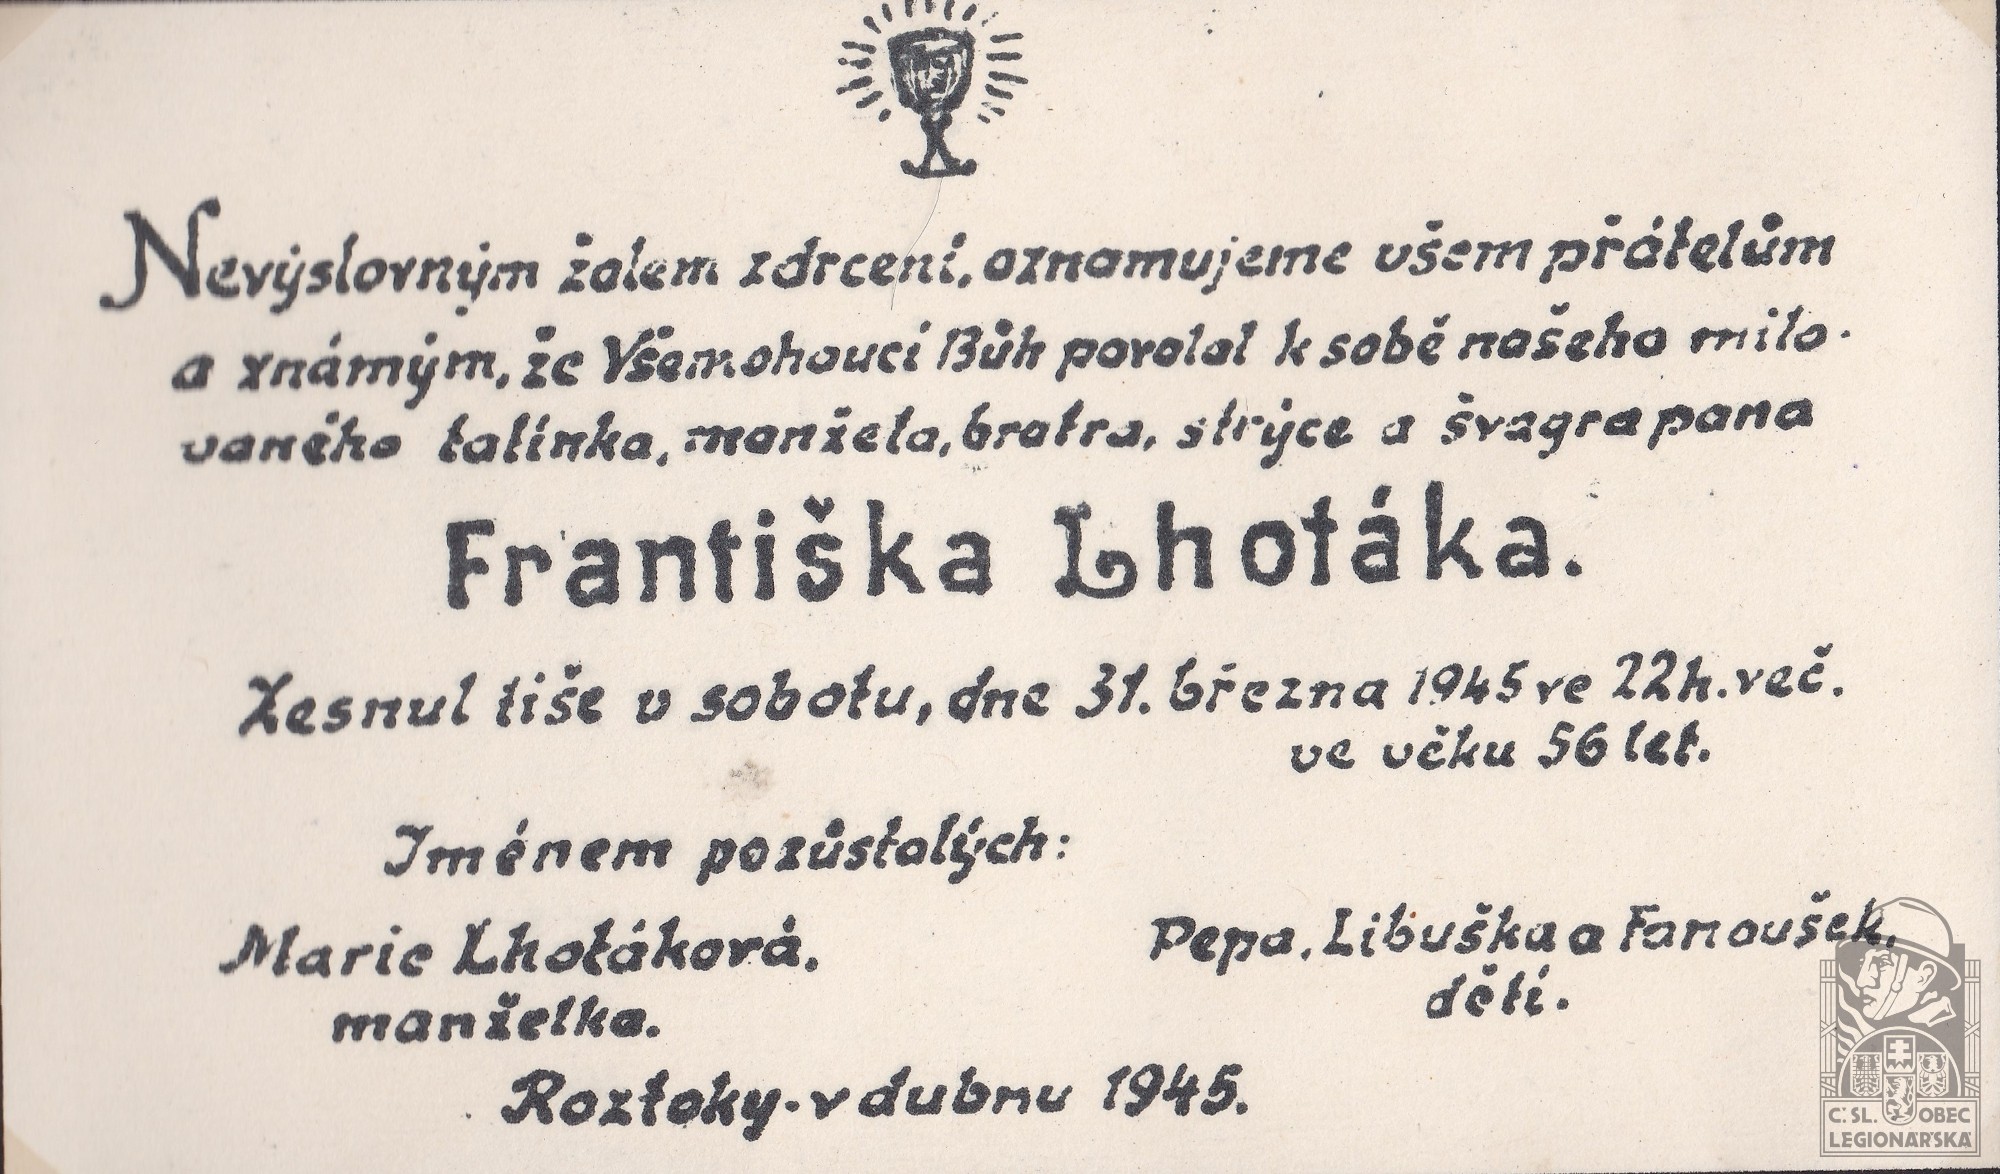 Nevýslovným žalem zdrceni, oznamujeme všem přátelům
a známým, že Všemohoucí Bůh povolal k sobě našeho milo-
vaného tatínka, manžela, bratra, strýce a švagra pana
Františka Lhotáka.
Zesnul tiše v sobotu, dne 31. března 1945 ve 22h. več.
ve věku 56 let.
Jménem pozůstalých:
Marie Lhotáková.
manželka.
Pepa, Libuška a Fanoušek,
děti.
Roztoky - v dubnu 1945.
Č. SL. OBEC
LEGIONÁŘSKÁ